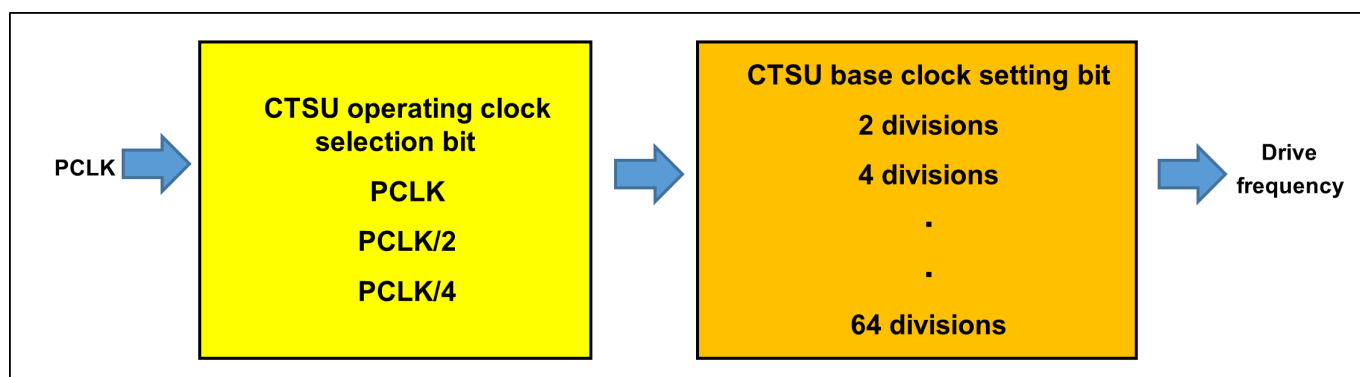 PCLK
CTSU operating clock
selection bit
PCLK
PCLK/2
PCLK/4
CTSU base clock setting bit
2 divisions
4 divisions
.
.
64 divisions
Drive
frequency